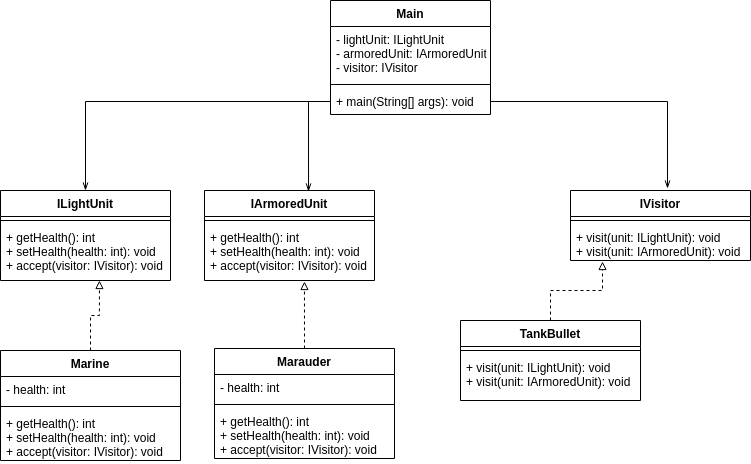 Main
- lightUnit: ILightUnit
- armoredUnit: IArmoredUnit
- visitor: IVisitor
+ main(String[] args): void
ILightUnit
+ getHealth(): int
+ setHealth(health: int): void
+ accept(visitor: IVisitor): void
IArmoredUnit
+ getHealth(): int
+ setHealth(health: int): void
+ accept(visitor: IVisitor): void
IVisitor
+ visit(unit: ILightUnit): void
+ visit(unit: IArmoredUnit): void
Marine
- health: int
+ getHealth(): int
+ setHealth(health: int): void
+ accept(visitor: IVisitor): void
Marauder
- health: int
+ getHealth(): int
+ setHealth(health: int): void
+ accept(visitor: IVisitor): void
TankBullet
+ visit(unit: ILightUnit): void
+ visit(unit: IArmoredUnit): void